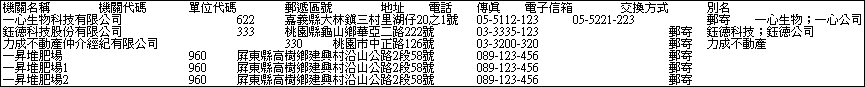 機關名稱 機關代碼 單位代碼 郵遞區號 地址 電話 傳真 電子信箱 交換方式 別名
一心生物科技有限公司 622 嘉義縣大林鎮三村里湖仔20之1號 05-5112-123 05-5221-223 郵寄 一心生物；一心公司
鈺德科技股份有限公司 333 桃園縣龜山鄉華亞二路222號 03-3335-123 郵寄 鈺德科技；鈺德公司
力成不動產仲介經紀有限公司 330 桃園市中正路126號 03-3200-320 郵寄 力成不動產
一昇堆肥場 960 屏東縣高樹鄉建興村沿山公路2段58號 089-123-456 郵寄
一昇堆肥場1 960 屏東縣高樹鄉建興村沿山公路2段58號 089-123-456 郵寄
一昇堆肥場2 960 屏東縣高樹鄉建興村沿山公路2段58號 089-123-456 郵寄